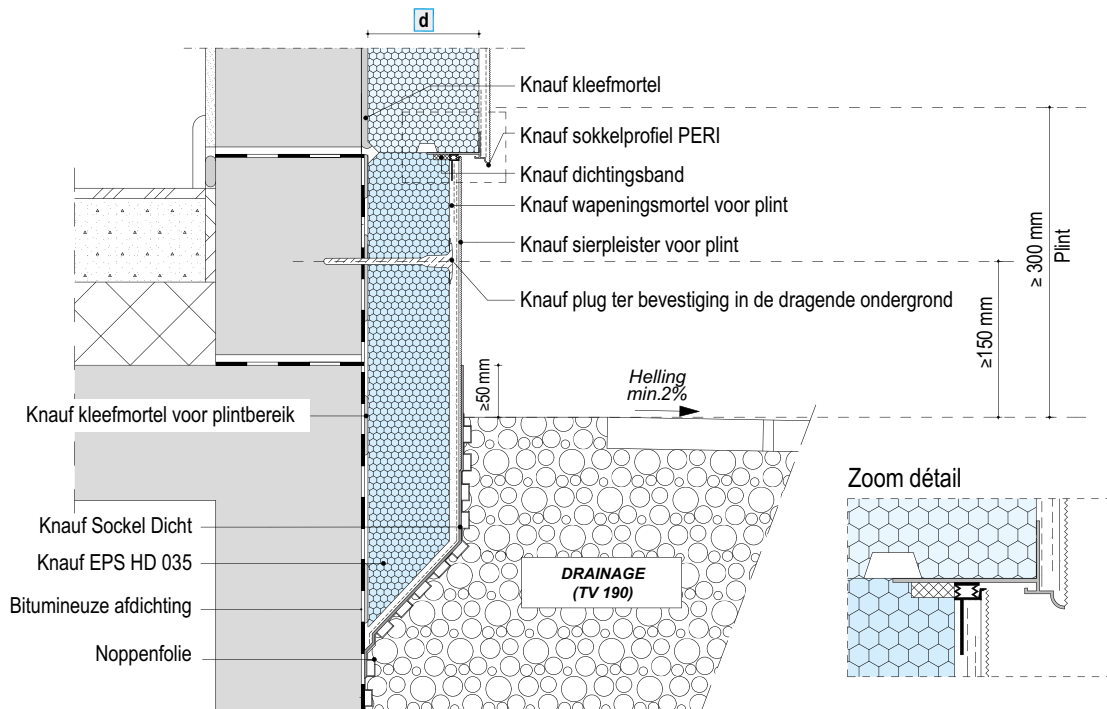 d
Knauf kleefmortel
Knauf sokkelprofiel PERI
Knauf dichtingsband
Knauf wapeningsmortel voor plint
Knauf sierpleister voor plint
Knauf plug ter bevestiging in de dragende ondergrond
≥ 300 mm
Plint
≥150 mm
≥50 mm
Helling
min.2%
Knauf kleefmortel voor plintbereik
Knauf Sockel Dicht
Knauf EPS HD 035
Bitumineuze afdichting
Noppenfolie
DRAINAGE
(TV 190)
Zoom détail